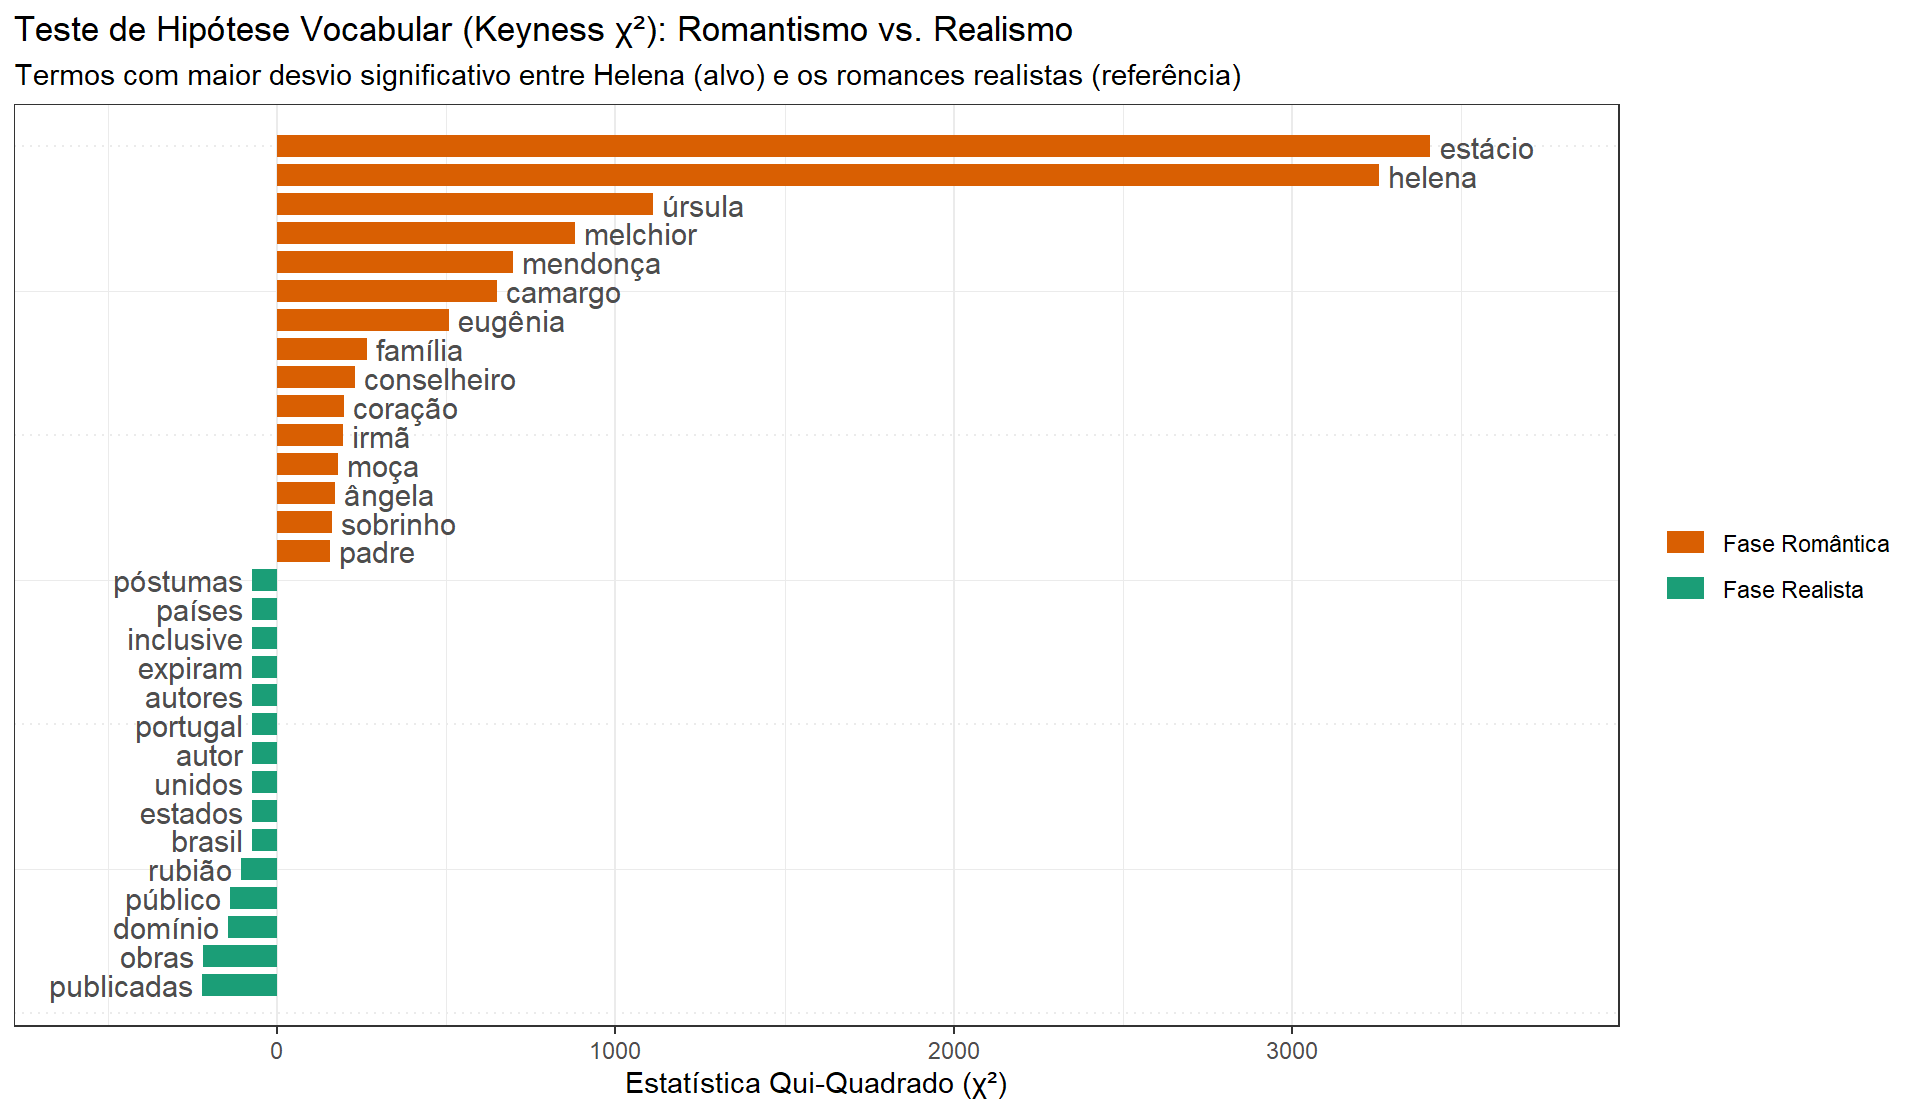 Teste de Hipótese Vocabular (Keyness χ²): Romantismo vs. Realismo
Termos com maior desvio significativo entre Helena (alvo) e os romances realistas (referência)
estácio
helena
úrsula
melchior
mendonça
camargo
eugênia
família
conselheiro
coração
irmã
moça
ângela
sobrinho
padre
póstumas
países
inclusive
expiram
autores
portugal
autor
unidos
estados
brasil
rubião
público
domínio
obras
publicadas
Fase Romântica
Fase Realista
0 1000 2000 3000
Estatística Qui-Quadrado (χ²)